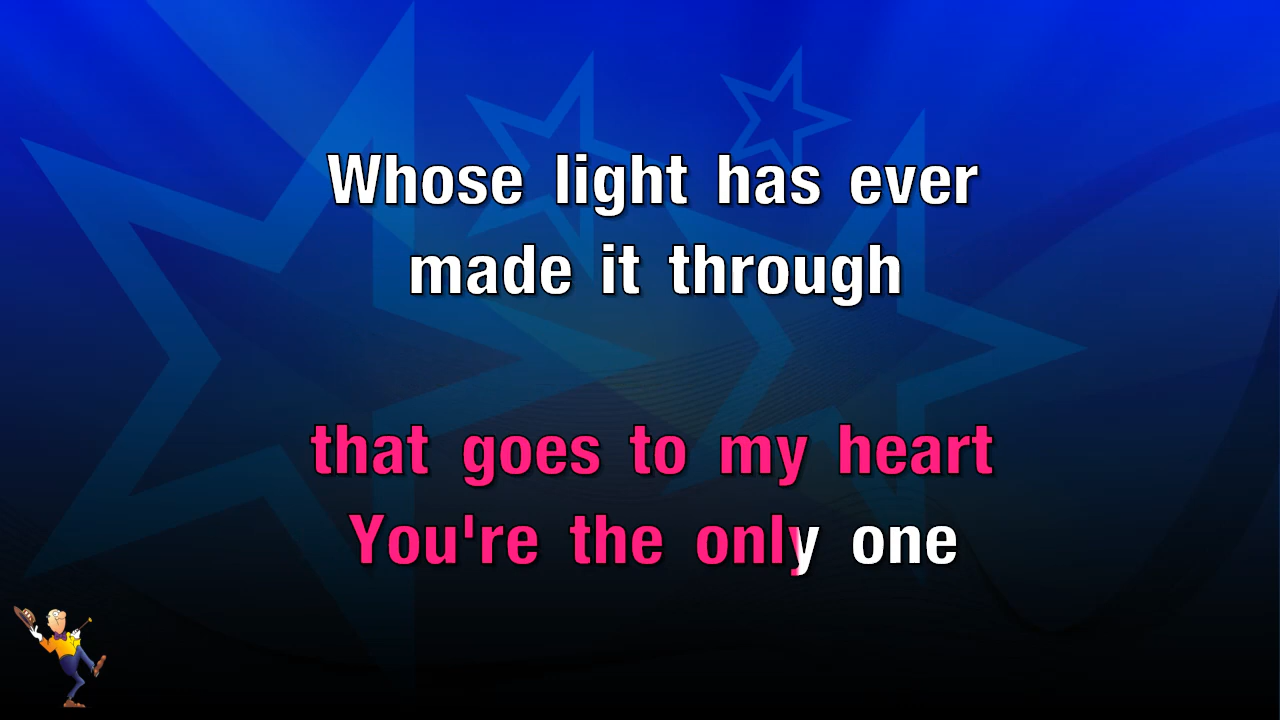 Whose light has ever
made it through
that goes to my heart
You're the only one